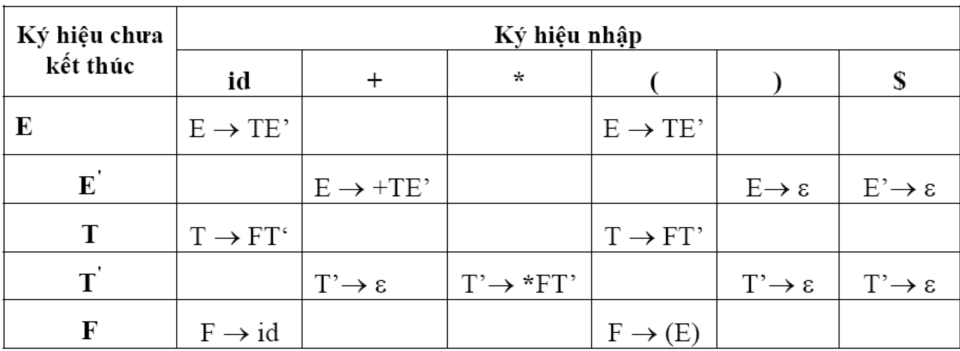 Ký hiệu chưa kết thúc Ký hiệu nhập
id + * ( ) $
E E → TE’ E → TE’
E' E → +TE’ E→ ε E’→ ε
T T → FT‘ T → FT’
T' T’→ ε T’→ *FT’ T’→ ε T’→ ε
F F → id F → (E)